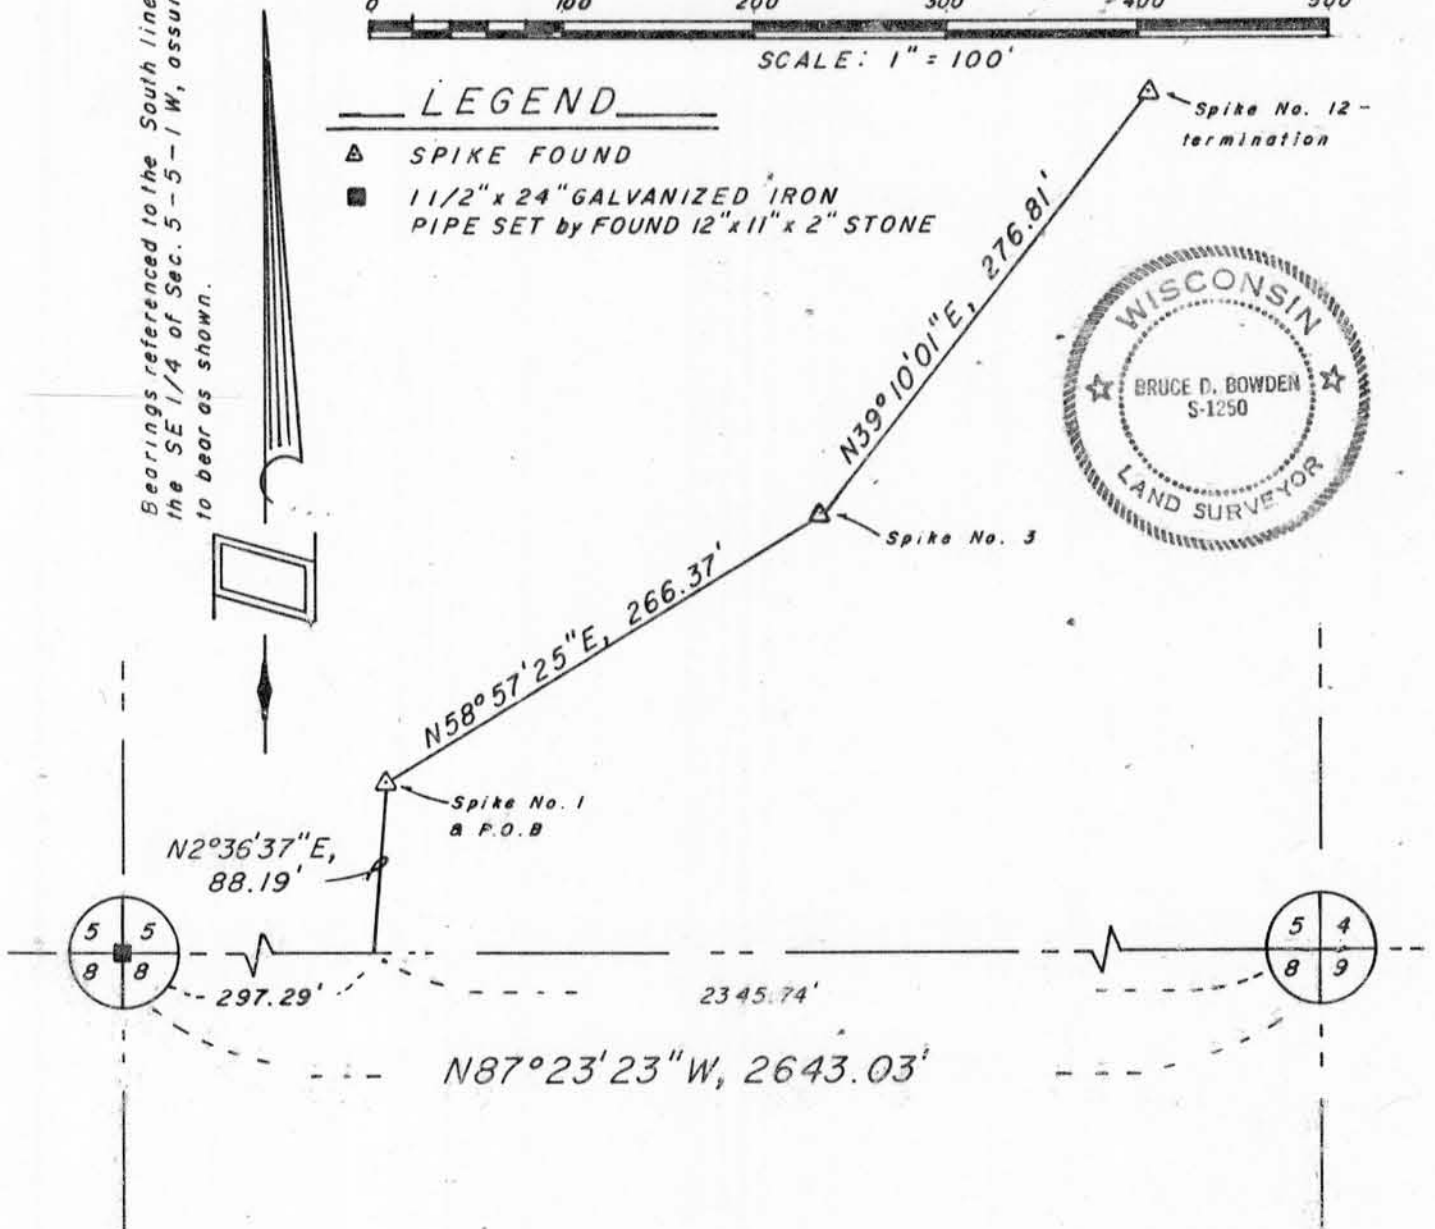 0 100 200 300 400 500
SCALE: 1" = 100'
Bearings referenced to the South line
the SE 1/4 of Sec. 5-5-1W,
to bear as shown.
LEGEND
SPIKE FOUND
1 1/2" x 24" GALVANIZED IRON
PIPE SET by FOUND 12" x 11" x 2" STONE
Spike No. 12 -
termination
N39°10'01"E, 276.81'
WISCONSIN
BRUCE D. BOWDEN
S-1250
LAND SURVEYOR
Spike No. 3
N58°57'25"E, 266.37'
Spike No. 1
& P.O.B
N2°36'37"E,
88.19'
5 5
8 8
5 4
8 9
297.29'
2345.74'
N87°23'23"W, 2643.03'